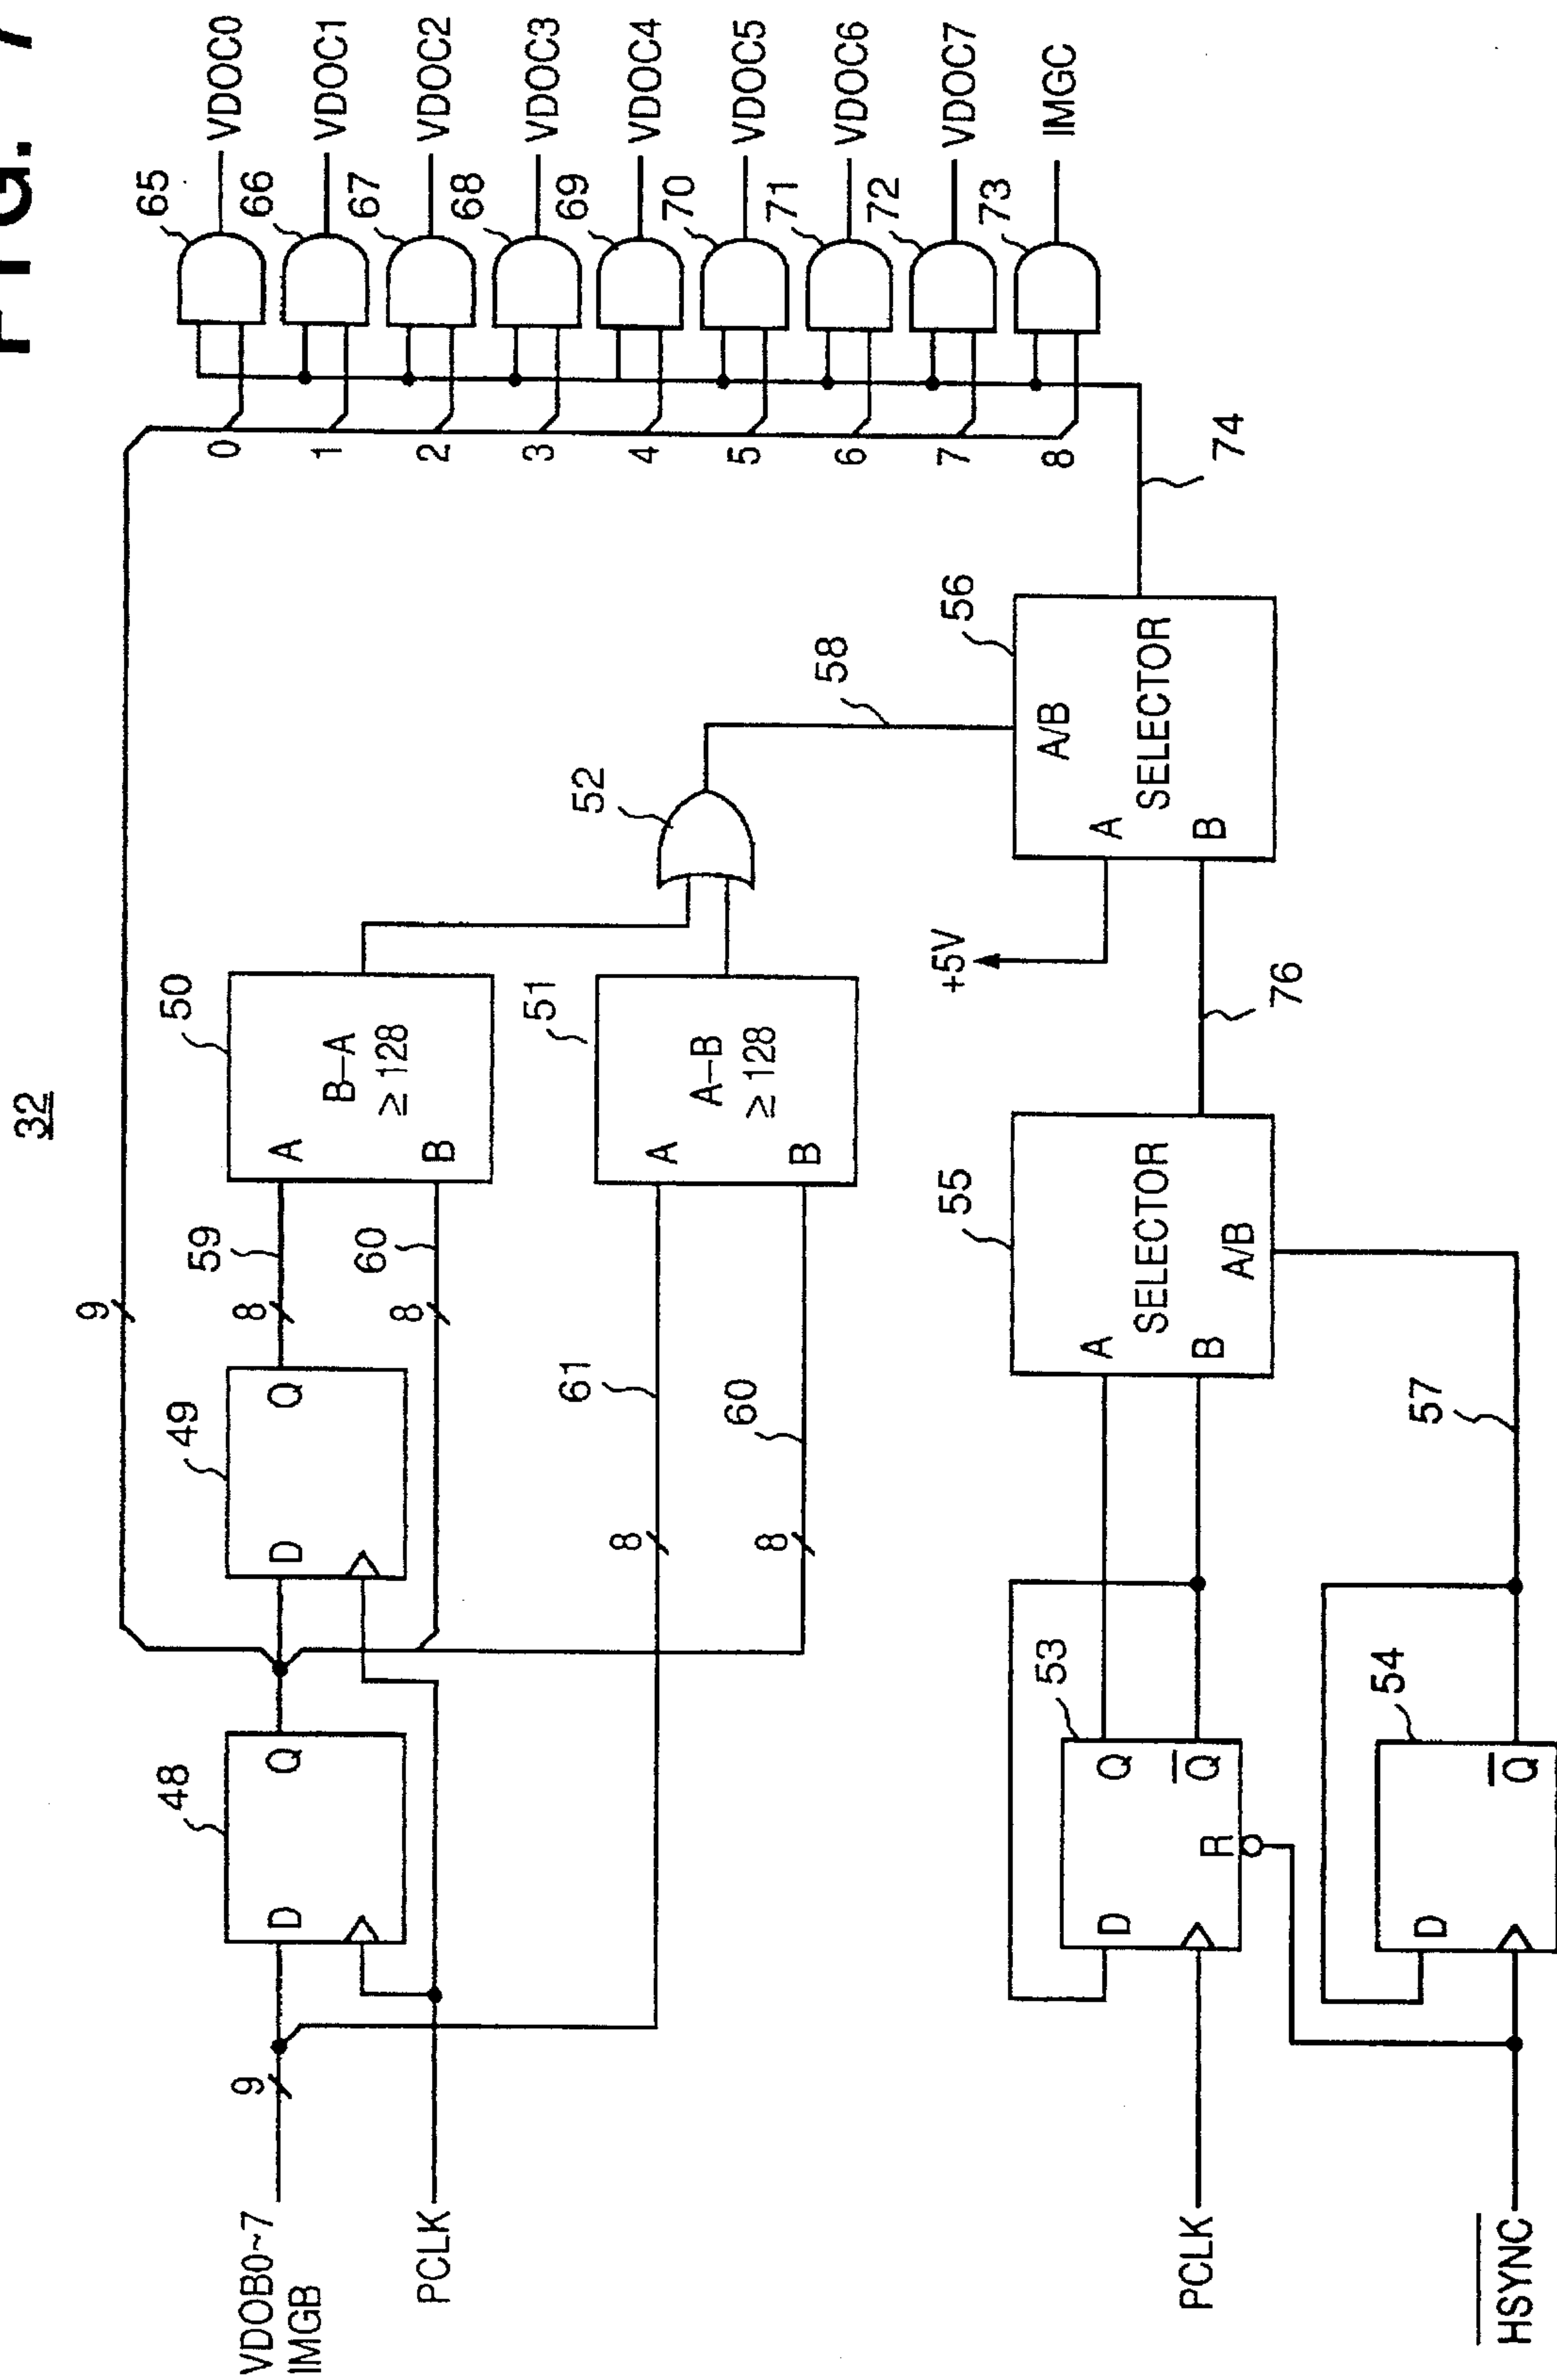 FIG. 7
32
VDOB0~7
IMGB
9
PCLK
48
D
Q
49
D
Q
9
59
8
60
8
50
A
B
B–A
≥ 128
61
8
60
8
51
A
B
A–B
≥ 128
52
58
PCLK
53
D
Q
Q
R
HSYNC
54
D
Q
57
55
A
B
SELECTOR
A/B
76
+5V
56
A
B
A/B
SELECTOR
74
0
1
2
3
4
5
6
7
8
65
66
67
68
69
70
71
72
73
VDOC0
VDOC1
VDOC2
VDOC3
VDOC4
VDOC5
VDOC6
VDOC7
IMGC